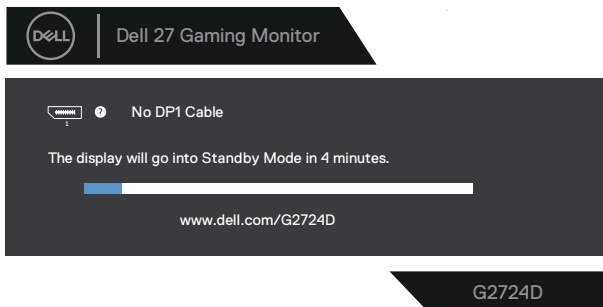 DELL
Dell 27 Gaming Monitor
1
? No DP1 Cable
The display will go into Standby Mode in 4 minutes.
www.dell.com/G2724D
G2724D